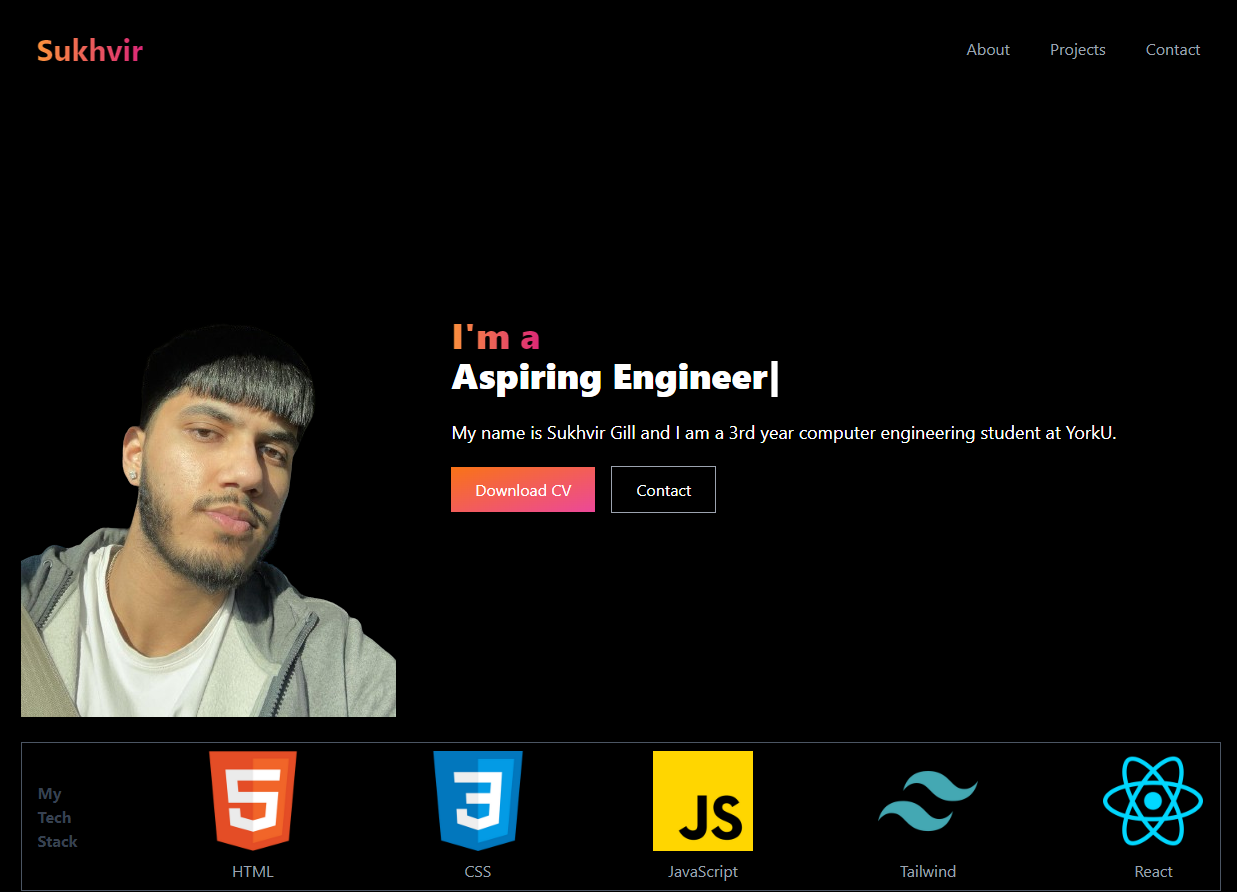 Sukhvir
About Projects Contact
I'm a
Aspiring Engineer|
My name is Sukhvir Gill and I am a 3rd year computer engineering student at YorkU.
Download CV Contact
My
Tech
Stack
5 3 JS
HTML CSS JavaScript Tailwind React